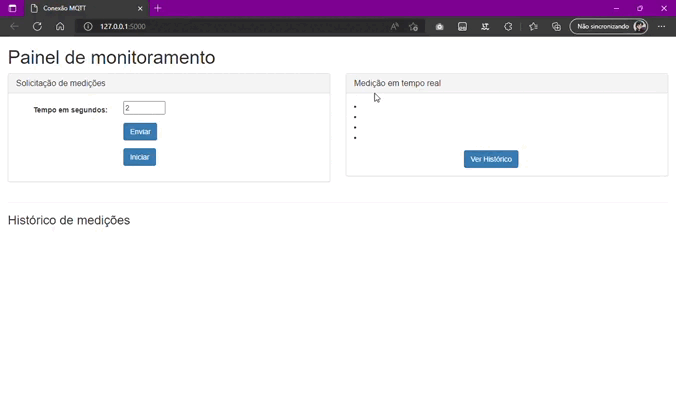 Conexão MQTT
127.0.0.1:5000
Não sincronizando
Painel de monitoramento
Solicitação de medições
Tempo em segundos: 2
Enviar
Iniciar
Medição em tempo real
Ver Histórico
Histórico de medições